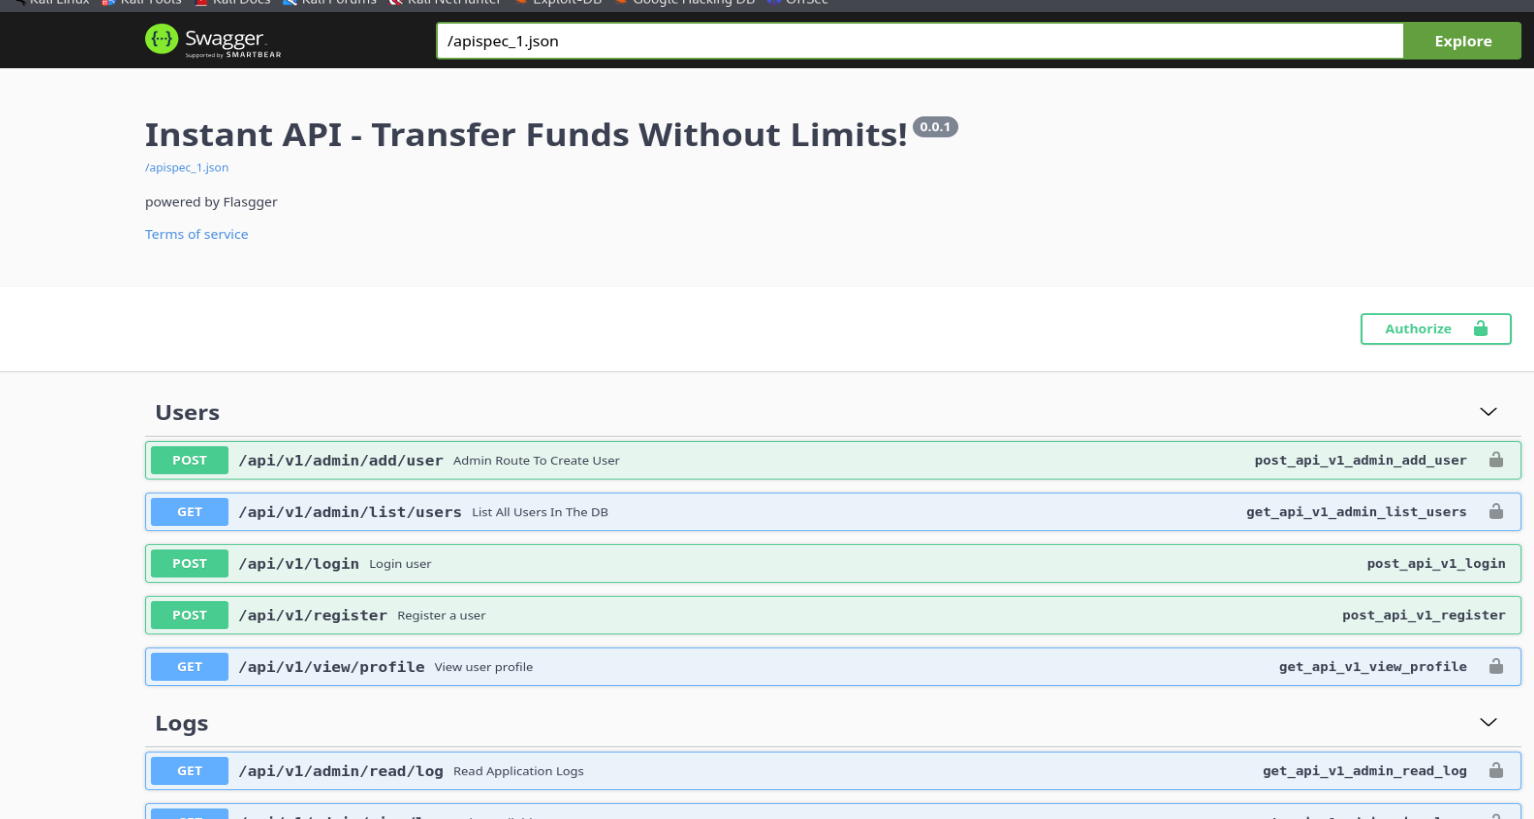 Kali Linux Kali Tools Kali Docs Kali Forums Kali NetHunter Exploit-DB Google Hacking DB OffSec
Swagger
Supported by SMARTBEAR
/apispec_1.json
Explore
Instant API - Transfer Funds Without Limits! 0.0.1
/apispec_1.json
powered by Flasgger
Terms of service
Authorize
Users
POST /api/v1/admin/add/user Admin Route To Create User post_api_v1_admin_add_user
GET /api/v1/admin/list/users List All Users In The DB get_api_v1_admin_list_users
POST /api/v1/login Login user post_api_v1_login
POST /api/v1/register Register a user post_api_v1_register
GET /api/v1/view/profile View user profile get_api_v1_view_profile
Logs
GET /api/v1/admin/read/log Read Application Logs get_api_v1_admin_read_log